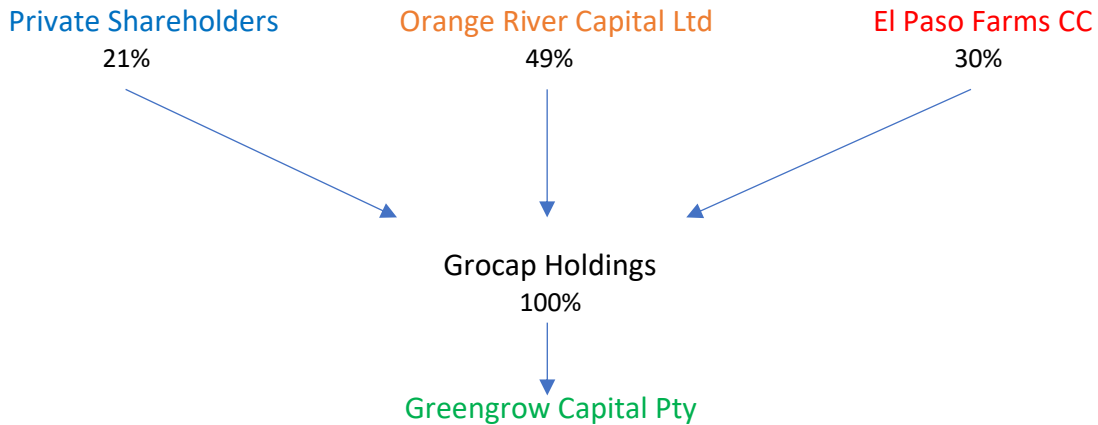 Private Shareholders
21%
Orange River Capital Ltd
49%
El Paso Farms CC
30%
Grocap Holdings
100%
Greengrow Capital Pty